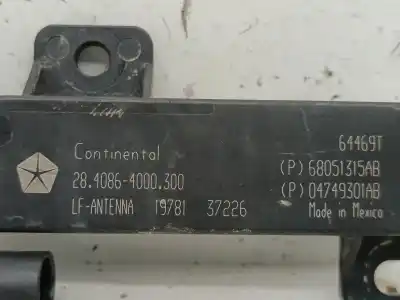 64469T
Continental
(P) 68051315AB
28.4086-4000.300
(P) 04749301AB
LF-ANTENNA 19781 37226
Made in Mexico